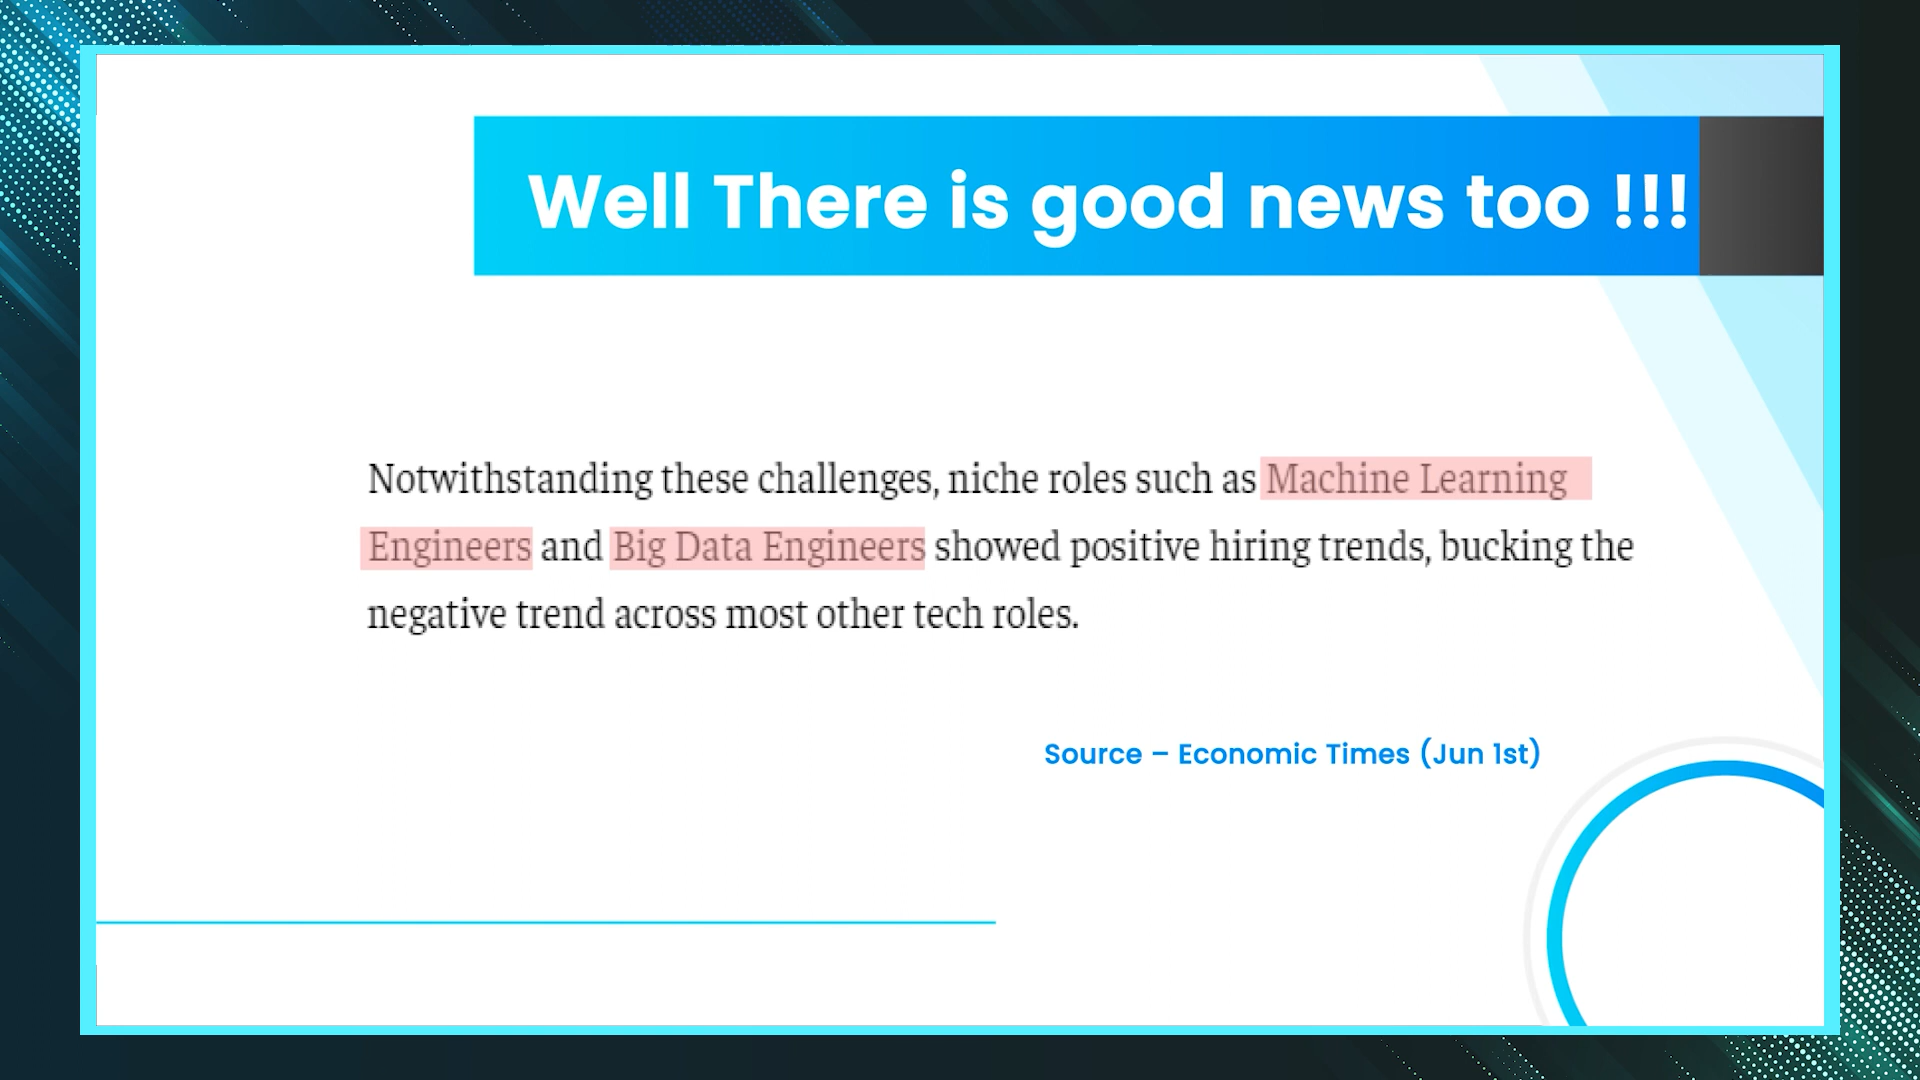 Well There is good news too !!!
Notwithstanding these challenges, niche roles such as Machine Learning
Engineers and Big Data Engineers showed positive hiring trends, bucking the
negative trend across most other tech roles.
Source – Economic Times (Jun 1st)